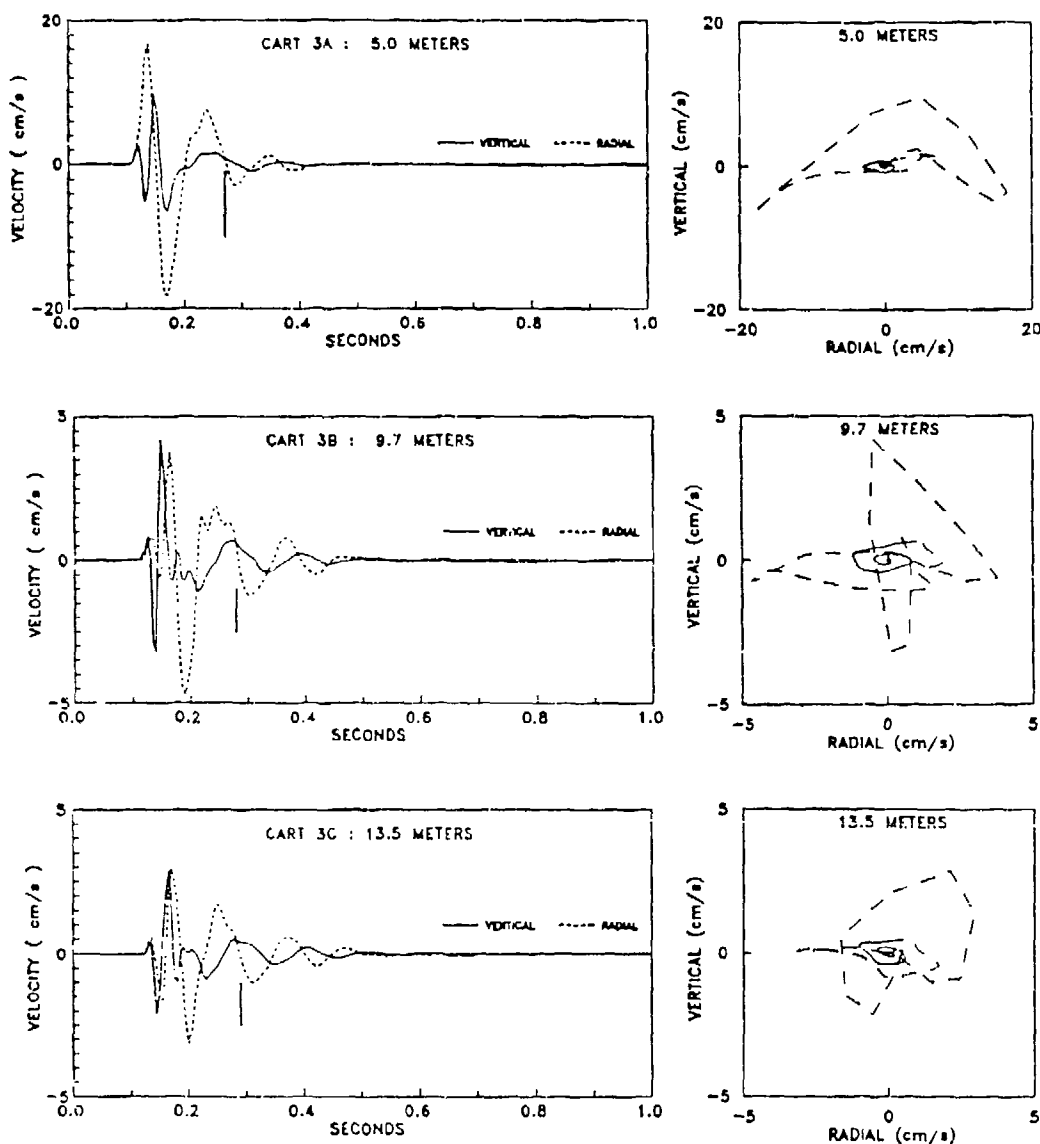 CART 3A : 5.0 METERS
20
10
0
-10
-20
VELOCITY ( cm/s )
VERTICAL
RADIAL
0.0
0.2
0.4
0.6
0.8
1.0
SECONDS
5.0 METERS
20
0
-20
VERTICAL (cm/s)
-20
0
20
RADIAL (cm/s)
CART 3B : 9.7 METERS
5
0
-5
VELOCITY ( cm/s )
VERTICAL
RADIAL
0.0
0.2
0.4
0.6
0.8
1.0
SECONDS
9.7 METERS
5
0
-5
VERTICAL (cm/s)
-5
0
5
RADIAL (cm/s)
CART 3C : 13.5 METERS
5
0
-5
VELOCITY ( cm/s )
VERTICAL
RADIAL
0.0
0.2
0.4
0.6
0.8
1.0
SECONDS
13.5 METERS
5
0
-5
VERTICAL (cm/s)
-5
0
5
RADIAL (cm/s)